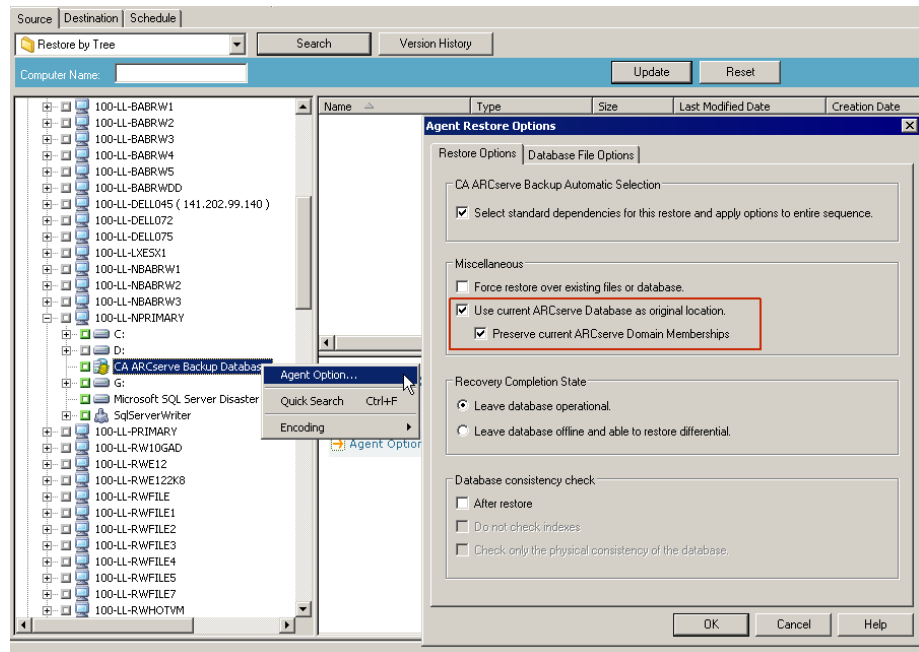 Source Destination Schedule
Restore by Tree Search Version History
Computer Name: Update Reset
Name Type Size Last Modified Date Creation Date
100-LL-BABRW1
100-LL-BABRW2
100-LL-BABRW3
100-LL-BABRW4
100-LL-BABRW5
100-LL-BABRWDD
100-LL-DELL045 ( 141.202.99.140 )
100-LL-DELL072
100-LL-DELL075
100-LL-LXESX1
100-LL-NBABRW1
100-LL-NBABRW2
100-LL-NBABRW3
100-LL-NPRIMARY
C:
D:
CA ARCserve Backup Databas
G:
Microsoft SQL Server Disaster
SqlServerWriter
100-LL-PRIMARY
100-LL-RW10GAD
100-LL-RWE12
100-LL-RWE122K8
100-LL-RWFILE
100-LL-RWFILE1
100-LL-RWFILE2
100-LL-RWFILE3
100-LL-RWFILE4
100-LL-RWFILE5
100-LL-RWFILE7
100-LL-RWHOTVM
Agent Option...
Quick Search Ctrl+F
Encoding
Agent Option
Agent Restore Options
Restore Options Database File Options
CA ARCserve Backup Automatic Selection
Select standard dependencies for this restore and apply options to entire sequence.
Miscellaneous
Force restore over existing files or database.
Use current ARCserve Database as original location.
Preserve current ARCserve Domain Memberships
Recovery Completion State
Leave database operational.
Leave database offline and able to restore differential.
Database consistency check
After restore
Do not check indexes
Check only the physical consistency of the database.
OK Cancel Help